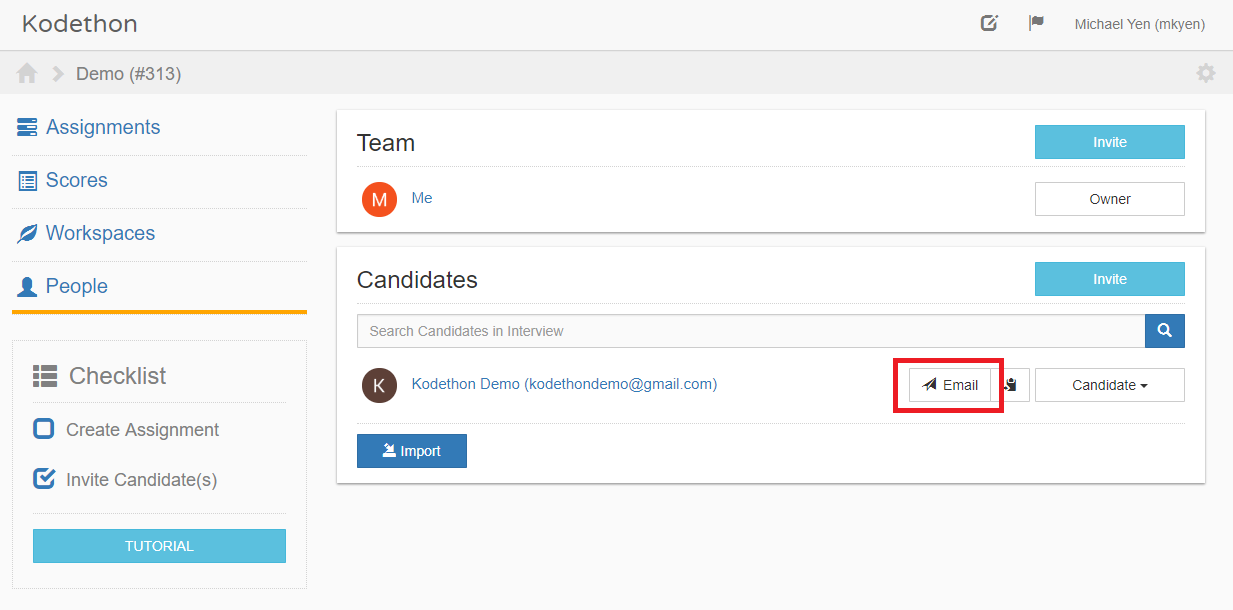 Kodethon
Michael Yen (mkyen)
Demo (#313)
Assignments
Scores
Workspaces
People
Checklist
Create Assignment
Invite Candidate(s)
TUTORIAL
Team
Invite
M
Me
Owner
Candidates
Invite
Search Candidates in Interview
K
Kodethon Demo (kodethondemo@gmail.com)
Email
Candidate
Import